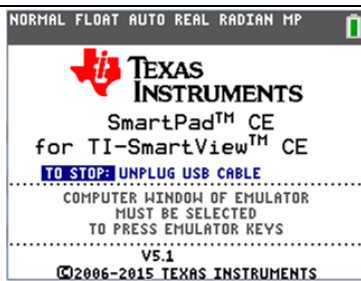 NORMAL FLOAT AUTO REAL RADIAN MP
TEXAS
INSTRUMENTS
SmartPad™ CE
for TI-SmartView™ CE
TO STOP: UNPLUG USB CABLE
COMPUTER WINDOW OF EMULATOR
MUST BE SELECTED
TO PRESS EMULATOR KEYS
V5.1
©2006-2015 TEXAS INSTRUMENTS